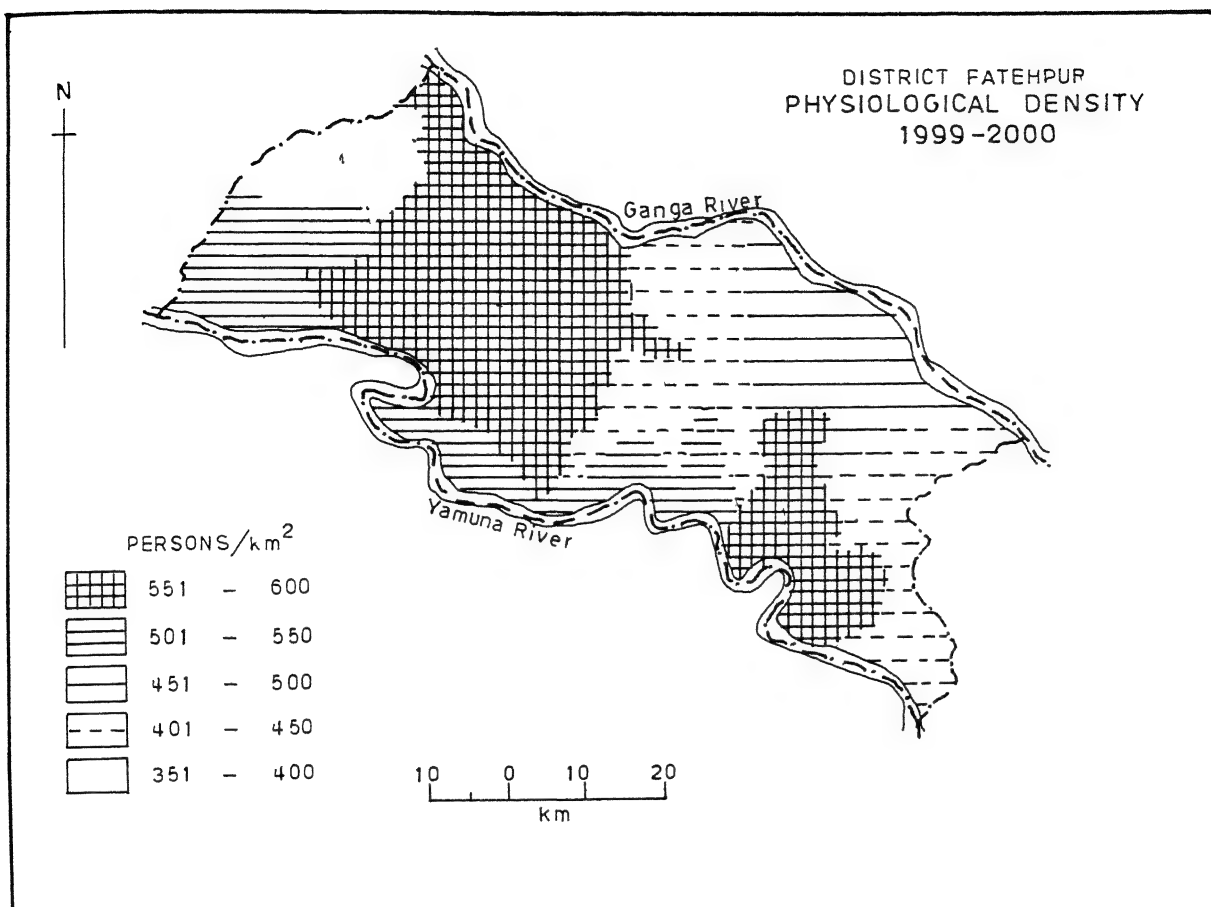 DISTRICT FATEHPUR
PHYSIOLOGICAL DENSITY
1999-2000
N
Ganga River
Yamuna River
PERSONS/km²
551 - 600
501 - 550
451 - 500
401 - 450
351 - 400
10 0 10 20
km